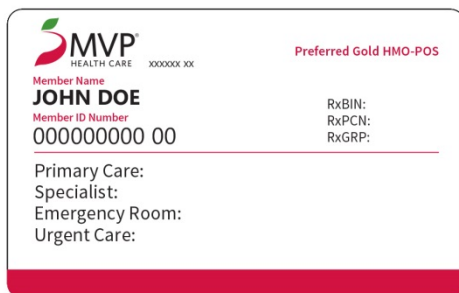 MVP
HEALTH CARE
xxxxxx xx
Preferred Gold HMO-POS
Member Name
JOHN DOE
Member ID Number
000000000 00
RxBIN:
RxPCN:
RxGRP:
Primary Care:
Specialist:
Emergency Room:
Urgent Care: